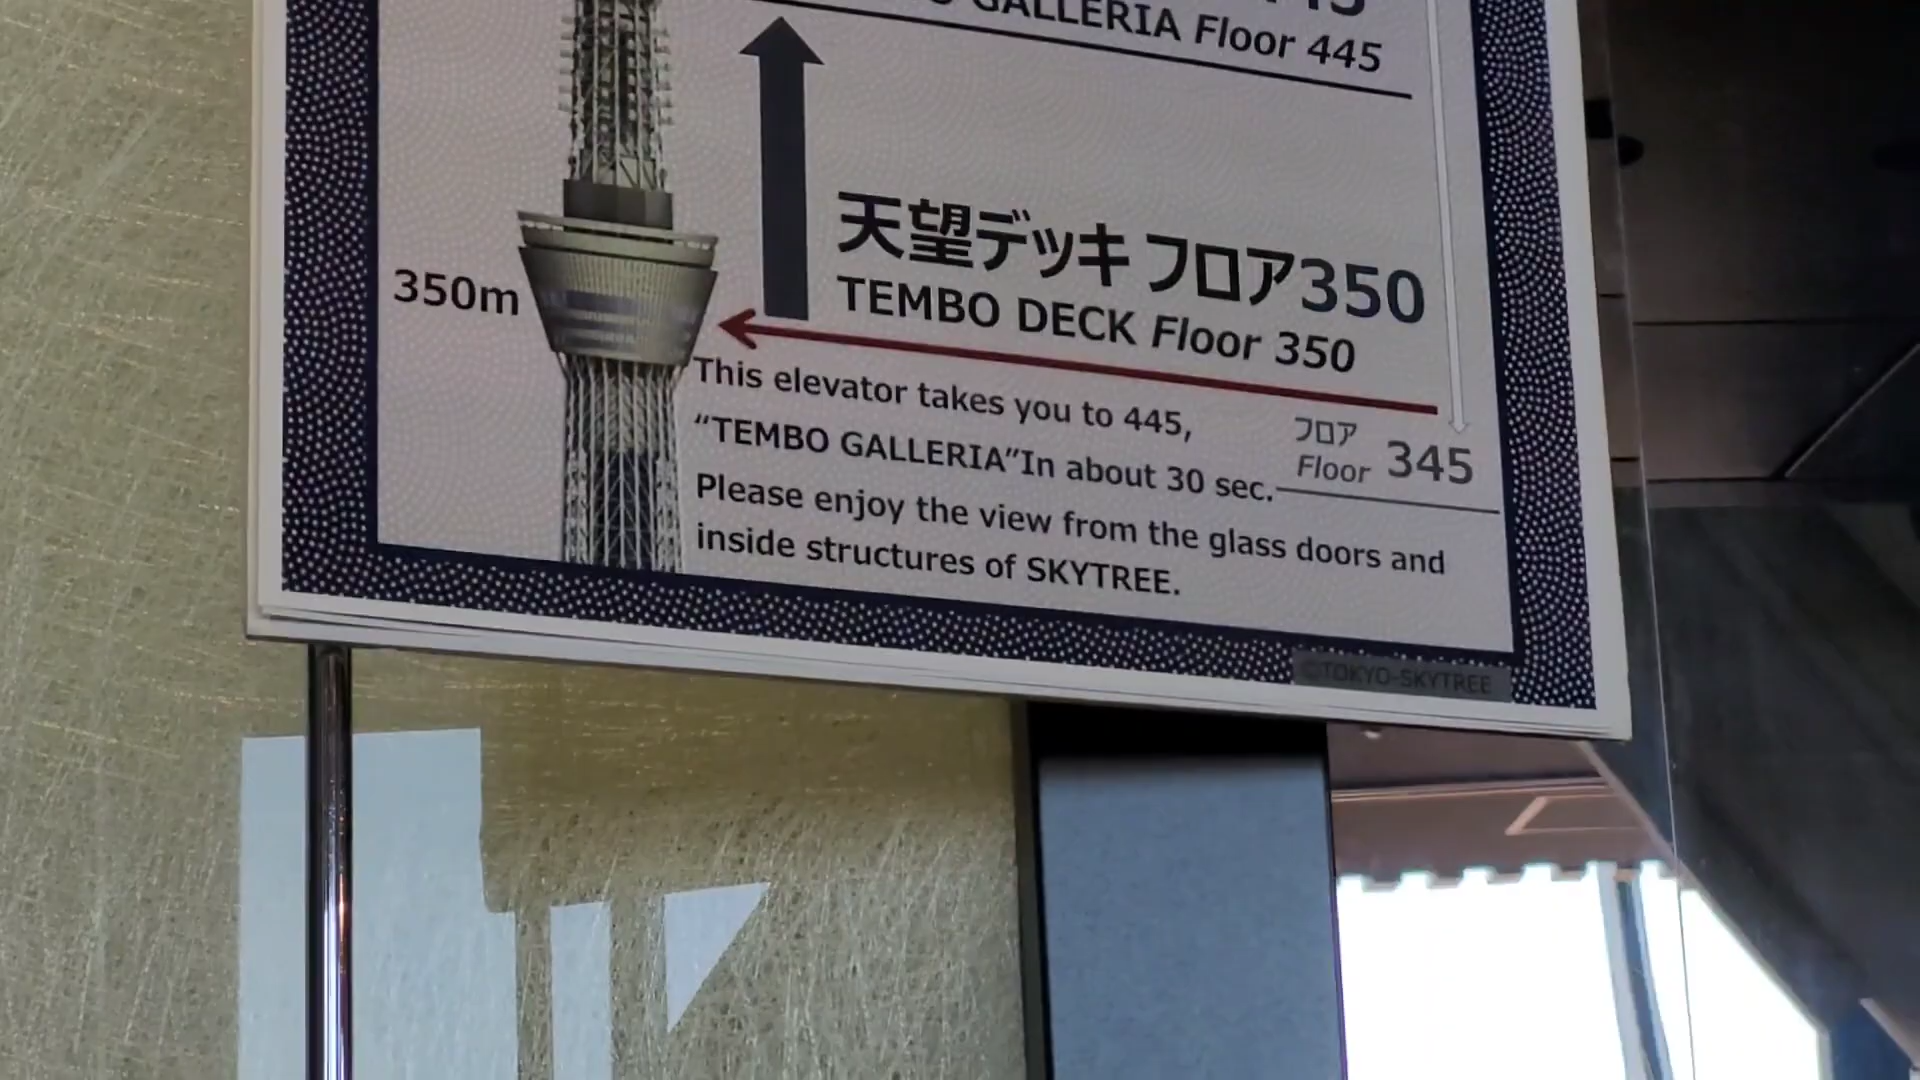 GALLERIA Floor 445
天望デッキ フロア350
350m
TEMBO DECK Floor 350
This elevator takes you to 445,
“TEMBO GALLERIA”In about 30 sec.
フロア
Floor 345
Please enjoy the view from the glass doors and
inside structures of SKYTREE.
©TOKYO-SKYTREE